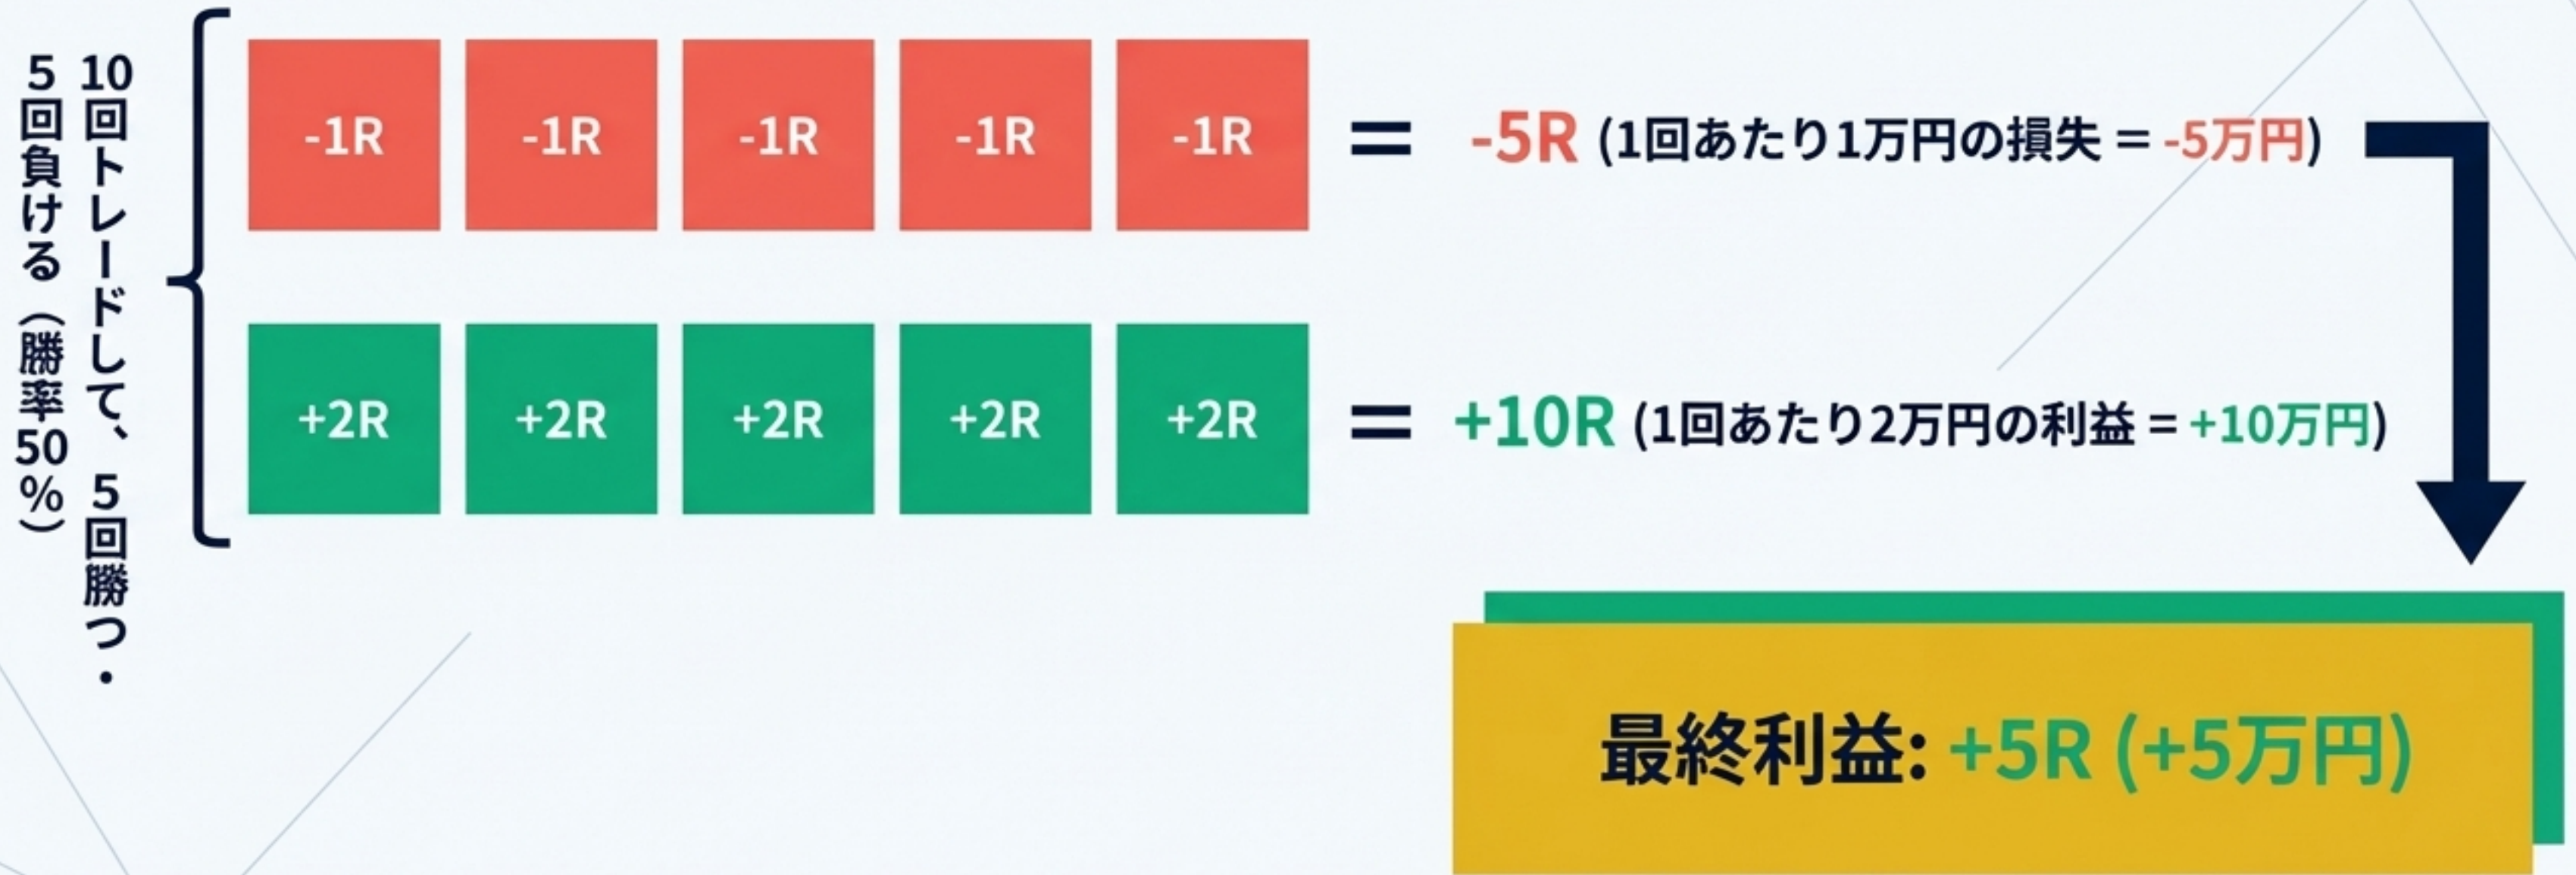 10回トレードして、5回勝つ・
5回負ける（勝率50%）
-1R -1R -1R -1R -1R = -5R (1回あたり1万円の損失 = -5万円)
+2R +2R +2R +2R +2R = +10R (1回あたり2万円の利益 = +10万円)
最終利益: +5R (+5万円)